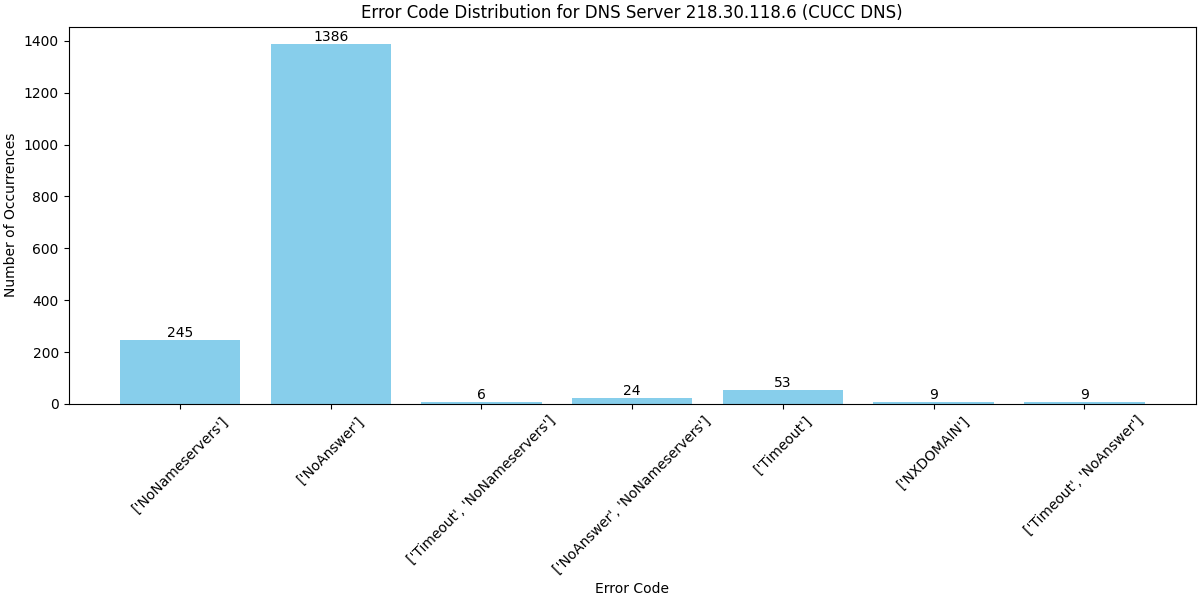 Error Code Distribution for DNS Server 218.30.118.6 (CUCC DNS)
Number of Occurrences
1400
1200
1000
800
600
400
200
0
245
1386
6
24
53
9
9
['NoNameservers']
['NoAnswer']
['Timeout', 'NoNameservers']
['NoAnswer', 'NoNameservers']
['Timeout']
['NXDOMAIN']
['Timeout', 'NoAnswer']
Error Code